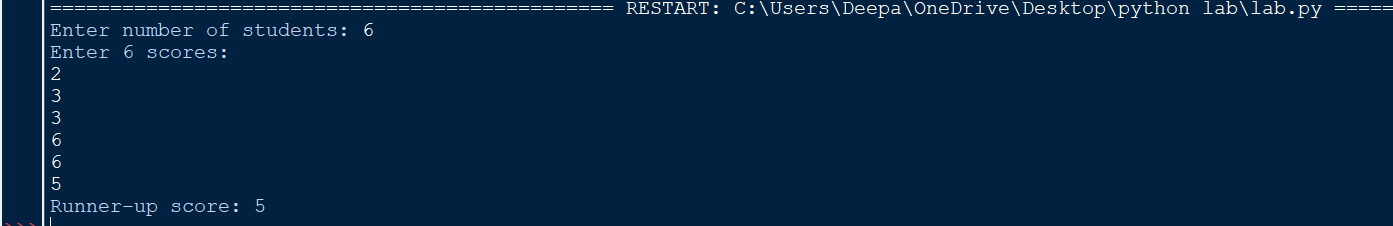 =============================================== RESTART: C:\Users\Deepa\OneDrive\Desktop\python lab\lab.py =====
Enter number of students: 6
Enter 6 scores:
2
3
3
6
6
5
Runner-up score: 5
>>>